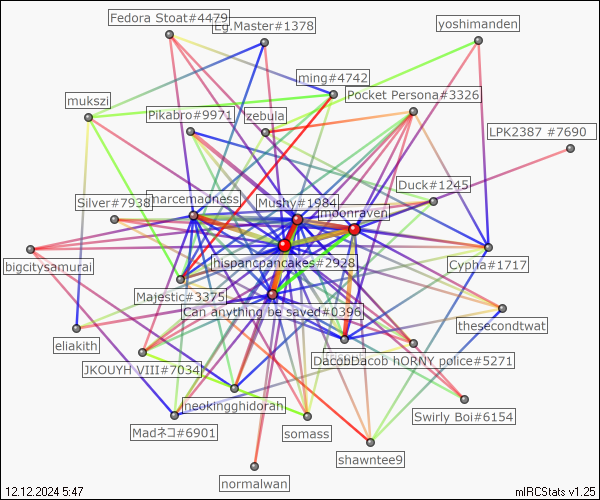 Fedora Stoat#4479
Eg.Master#1378
yoshimanden
ming#4742
Pocket Persona#3326
mukszi
Pikabro#9971
zebula
LPK2387 #7690
Duck#1245
Silver#7938
marcemadness
Mushy#1984
moonraven
bigcitysamurai
hispancpancakes#2928
Cypha#1717
Majestic#3375
Can anything be saved#0396
thesecondtwat
eliakith
JKOUYH VIII#7034
DacobDacob hORNY police#5271
neokingghidorah
Swirly Boi#6154
Madネコ#6901
somass
shawntee9
normalwan
12.12.2024 5:47
mIRCStats v1.25